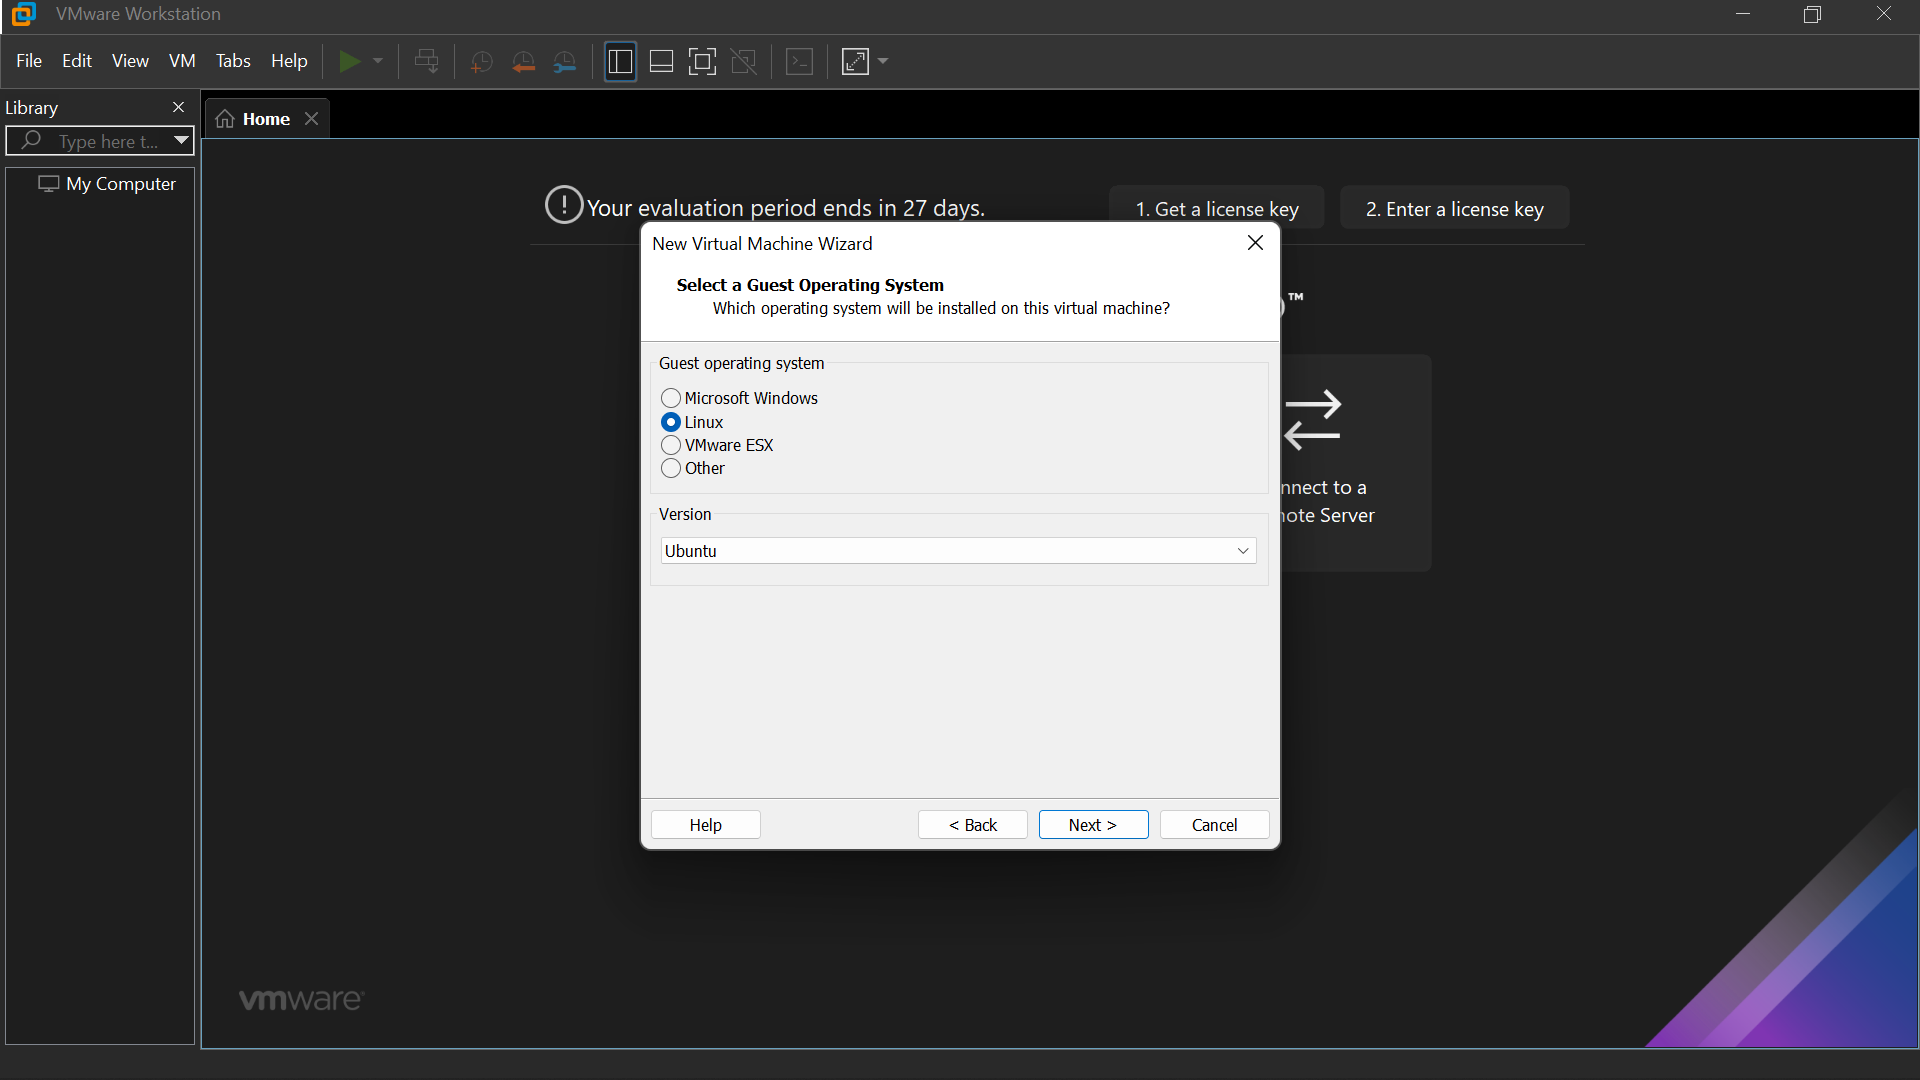 VMware Workstation
File Edit View VM Tabs Help
Library
Home
Type here t...
My Computer
Your evaluation period ends in 27 days.
1. Get a license key
2. Enter a license key
New Virtual Machine Wizard
Select a Guest Operating System
Which operating system will be installed on this virtual machine?
™
Guest operating system
Microsoft Windows
Linux
VMware ESX
Other
nnect to a
ote Server
Version
Ubuntu
Help
< Back
Next >
Cancel
vmware